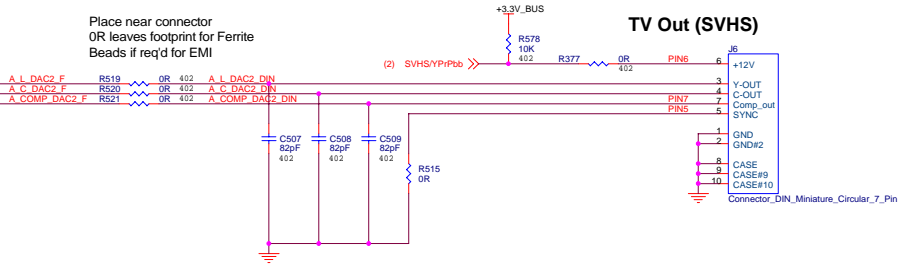 Place near connector
0R leaves footprint for Ferrite
Beads if req'd for EMI
+3.3V_BUS
TV Out (SVHS)
R578
10K
402
(2) SVHS/YPrPbb
R377 0R
402
PIN6
J6
6 +12V
A_L_DAC2_F R519 0R 402 A_L_DAC2_DIN
3 Y-OUT
A_C_DAC2_F R520 0R 402 A_C_DAC2_DIN
4 C-OUT
A_COMP_DAC2_F R521 0R 402 A_COMP_DAC2_DIN
PIN7 7 Comp_out
PIN5 5 SYNC
C507
82pF
402
C508
82pF
402
C509
82pF
402
R515
0R
1 GND
2 GND#2
8 CASE
9 CASE#9
10 CASE#10
Connector_DIN_Miniature_Circular_7_Pin